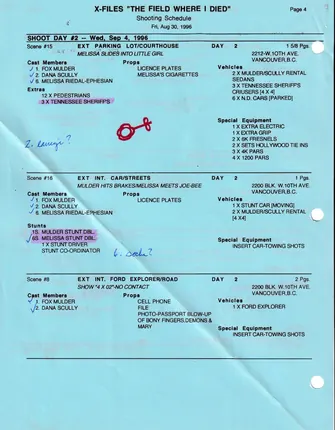 X-FILES "THE FIELD WHERE I DIED"
Page 4
Shooting Schedule
Fri, Aug 30, 1996
SHOOT DAY #2 -- Wed, Sep 4, 1996
Scene #15 EXT PARKING LOT/COURTHOUSE DAY 2 1 5/8 Pgs.
MELISSA SLIDES INTO LITTLE GIRL 2212-W.10TH AVE.
VANCOUVER,B.C.
Cast Members Props Vehicles
1. FOX MULDER LICENCE PLATES 2 X MULDER/SCULLY RENTAL
2. DANA SCULLY MELISSA'S CIGARETTES SEDANS
6. MELISSA RIEDAL-EPHESIAN 3 X TENNESSEE SHERIFF'S
Extras CRUISERS [4 X 4]
12 X PEDESTRIANS 6 X N.D. CARS [PARKED]
3 X TENNESSEE SHERIFF'S
Special Equipment
1 X EXTRA ELECTRIC
1 X EXTRA GRIP
2 X 6K FRESNELS
2 X SETS HOLLYWOOD TIE INS
3 X 4K PARS
4 X 1200 PARS
Scene #16 EXT INT. CAR/STREETS DAY 2 1 Pgs.
MULDER HITS BRAKES/MELISSA MEETS JOE-BEE 2200 BLK. W.10TH AVE.
VANCOUVER,B.C.
Cast Members Props Vehicles
1. FOX MULDER LICENCE PLATES 1 X STUNT CAR [MOVING]
2. DANA SCULLY 2 X MULDER/SCULLY RENTAL
6. MELISSA RIEDAL-EPHESIAN [4 X4]
Stunts
1S. MULDER STUNT DBL.
6S. MELISSA STUNT DBL.
1 X STUNT DRIVER Special Equipment
STUNT CO-ORDINATOR INSERT CAR-TOWING SHOTS
Scene #8 EXT INT. FORD EXPLORER/ROAD DAY 2 2 Pgs.
SHOW "4 X 02"-NO CONTACT 2200 BLK. W.10TH AVE.
VANCOUVER,B.C.
Cast Members Props Vehicles
1. FOX MULDER CELL PHONE 1 X FORD EXPLORER
2. DANA SCULLY FILE
PHOTO-PASSPORT BLOW-UP
OF BONY FINGERS,DEMONS & Special Equipment
MARY INSERT CAR-TOWING SHOTS